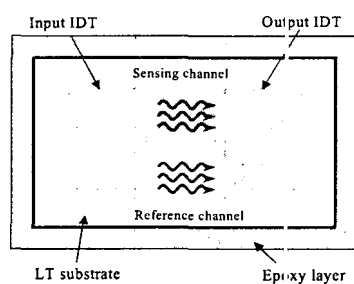 Input IDT
Output IDT
Sensing channel
Reference channel
LT substrate
Epoxy layer